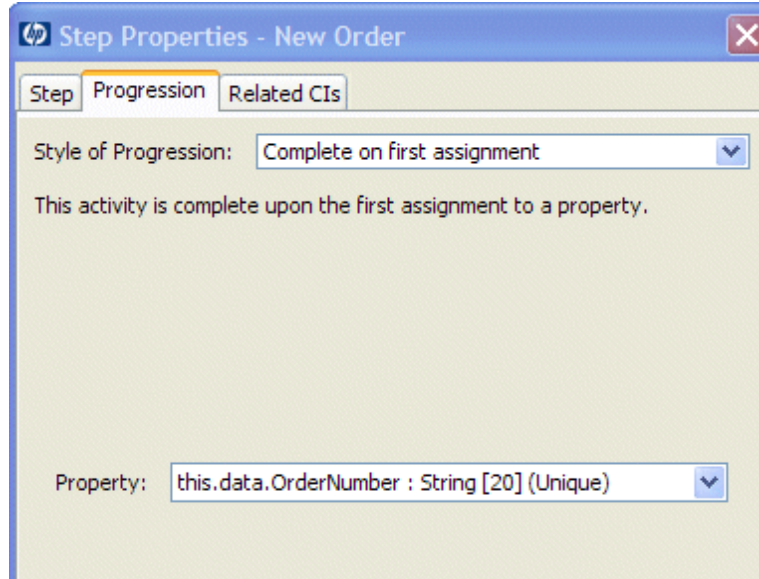 hp Step Properties - New Order
Step Progression Related CIs
Style of Progression: Complete on first assignment
This activity is complete upon the first assignment to a property.
Property: this.data.OrderNumber : String [20] (Unique)